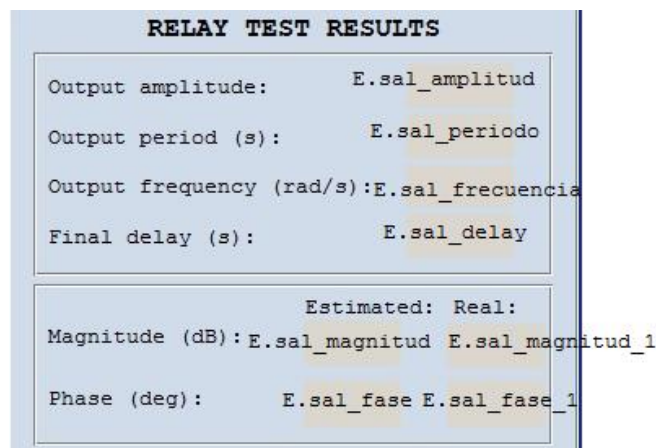 RELAY TEST RESULTS
Output amplitude: E.sal_amplitud
Output period (s): E.sal_periodo
Output frequency (rad/s): E.sal_frecuencia
Final delay (s): E.sal_delay
Estimated: Real:
Magnitude (dB): E.sal_magnitud E.sal_magnitud_1
Phase (deg): E.sal_fase E.sal_fase_1